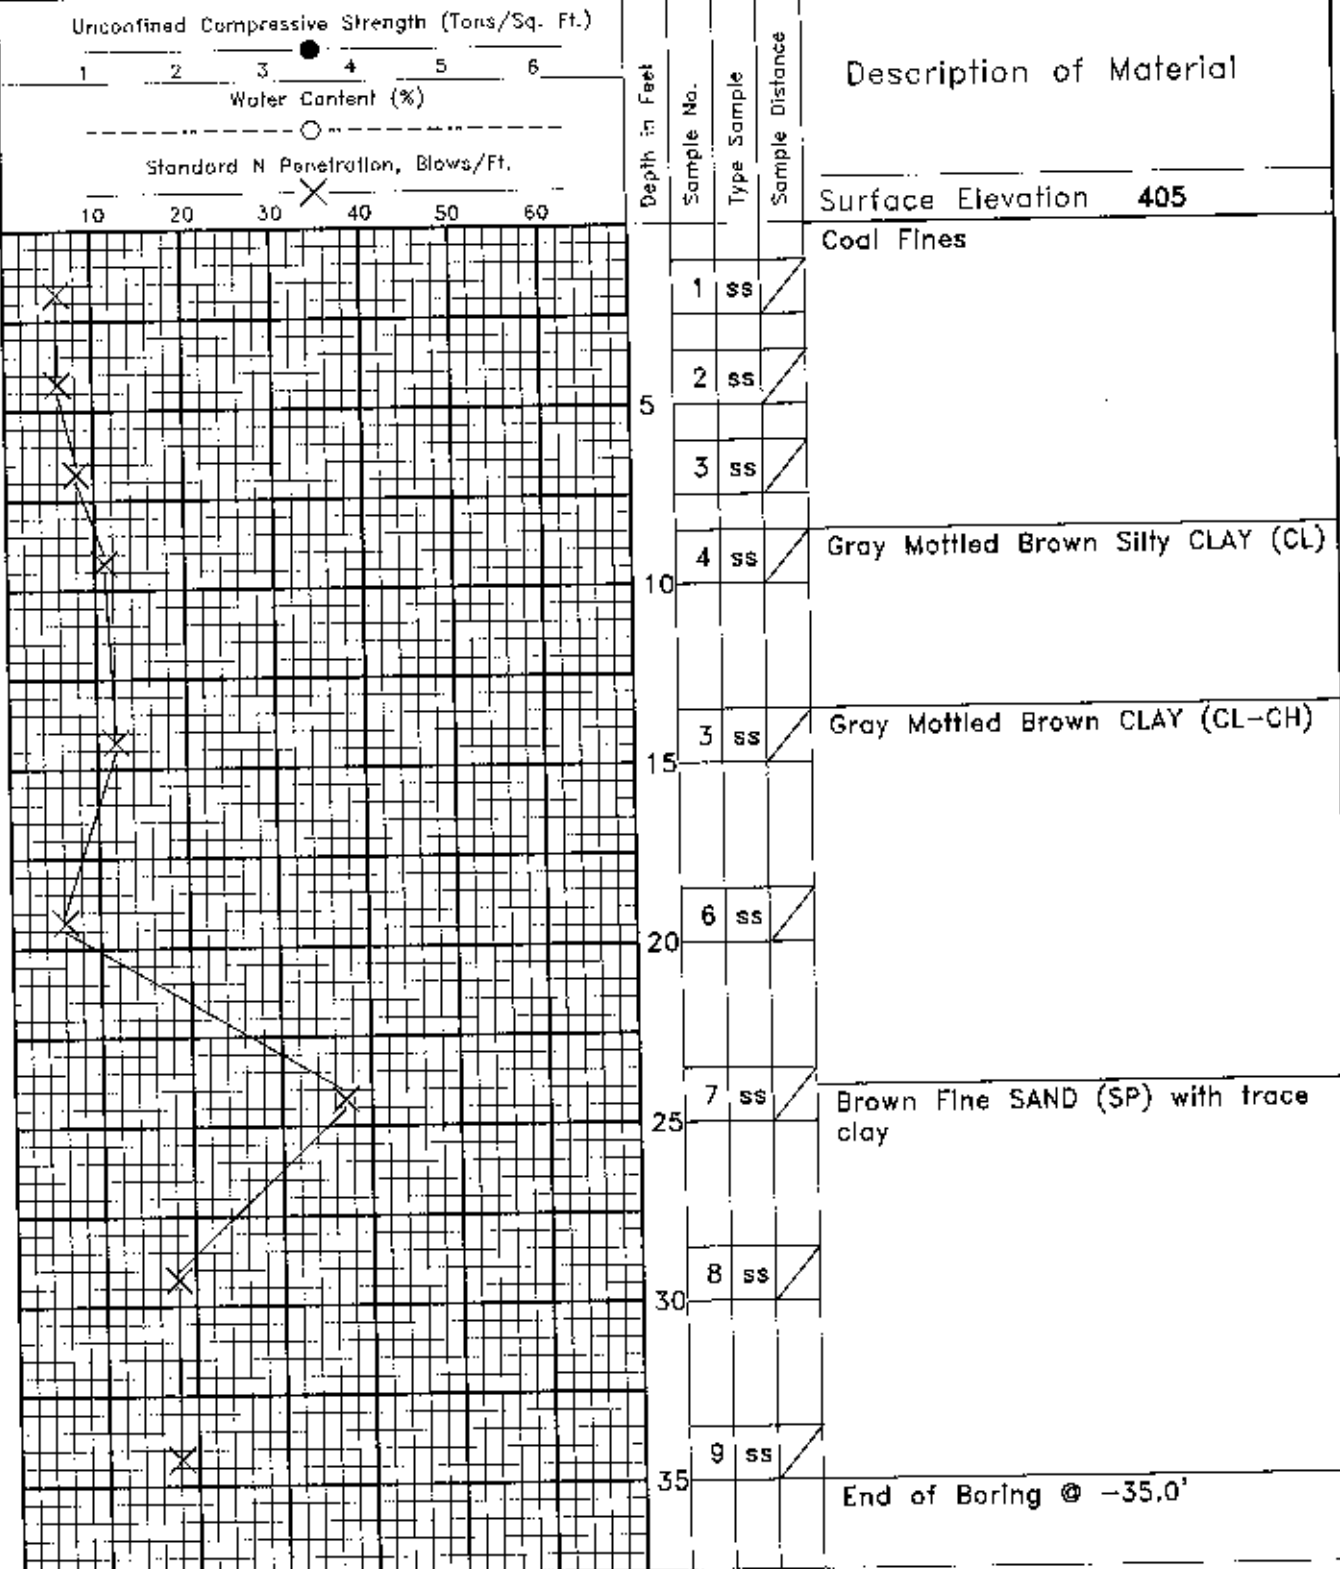 Unconfined Compressive Strength (Tons/Sq. Ft.)
1 2 3 4 5 6
Water Content (%)
Standard N Penetration, Blows/Ft.
10 20 30 40 50 60
Depth in Feet
Sample No.
Type Sample
Sample Distance
Description of Material
Surface Elevation 405
Coal Fines
1 ss
2 ss
5
3 ss
4 ss
Gray Mottled Brown Silty CLAY (CL)
10
3 ss
Gray Mottled Brown CLAY (CL-CH)
15
6 ss
20
7 ss
Brown Fine SAND (SP) with trace
clay
25
8 ss
30
9 ss
35
End of Boring @ -35.0'